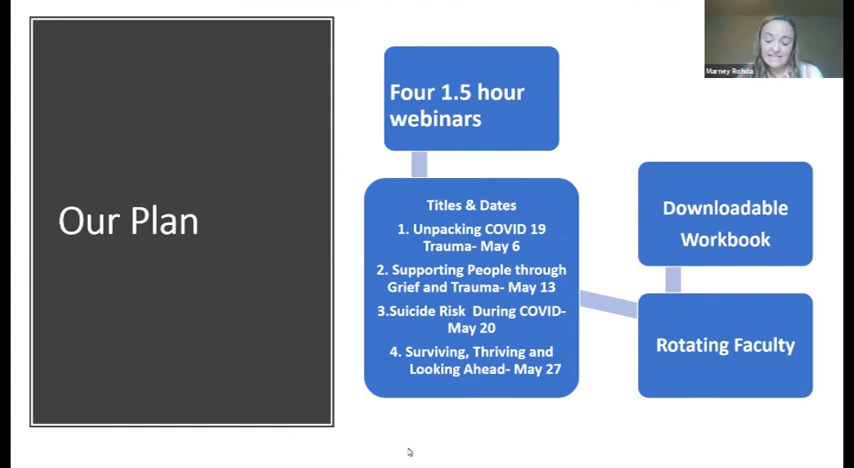 Marney Rohda
Our Plan
Four 1.5 hour
webinars
Titles & Dates
1. Unpacking COVID 19
Trauma- May 6
2. Supporting People through
Grief and Trauma- May 13
3.Suicide Risk During COVID-
May 20
4. Surviving, Thriving and
Looking Ahead- May 27
Downloadable
Workbook
Rotating Faculty